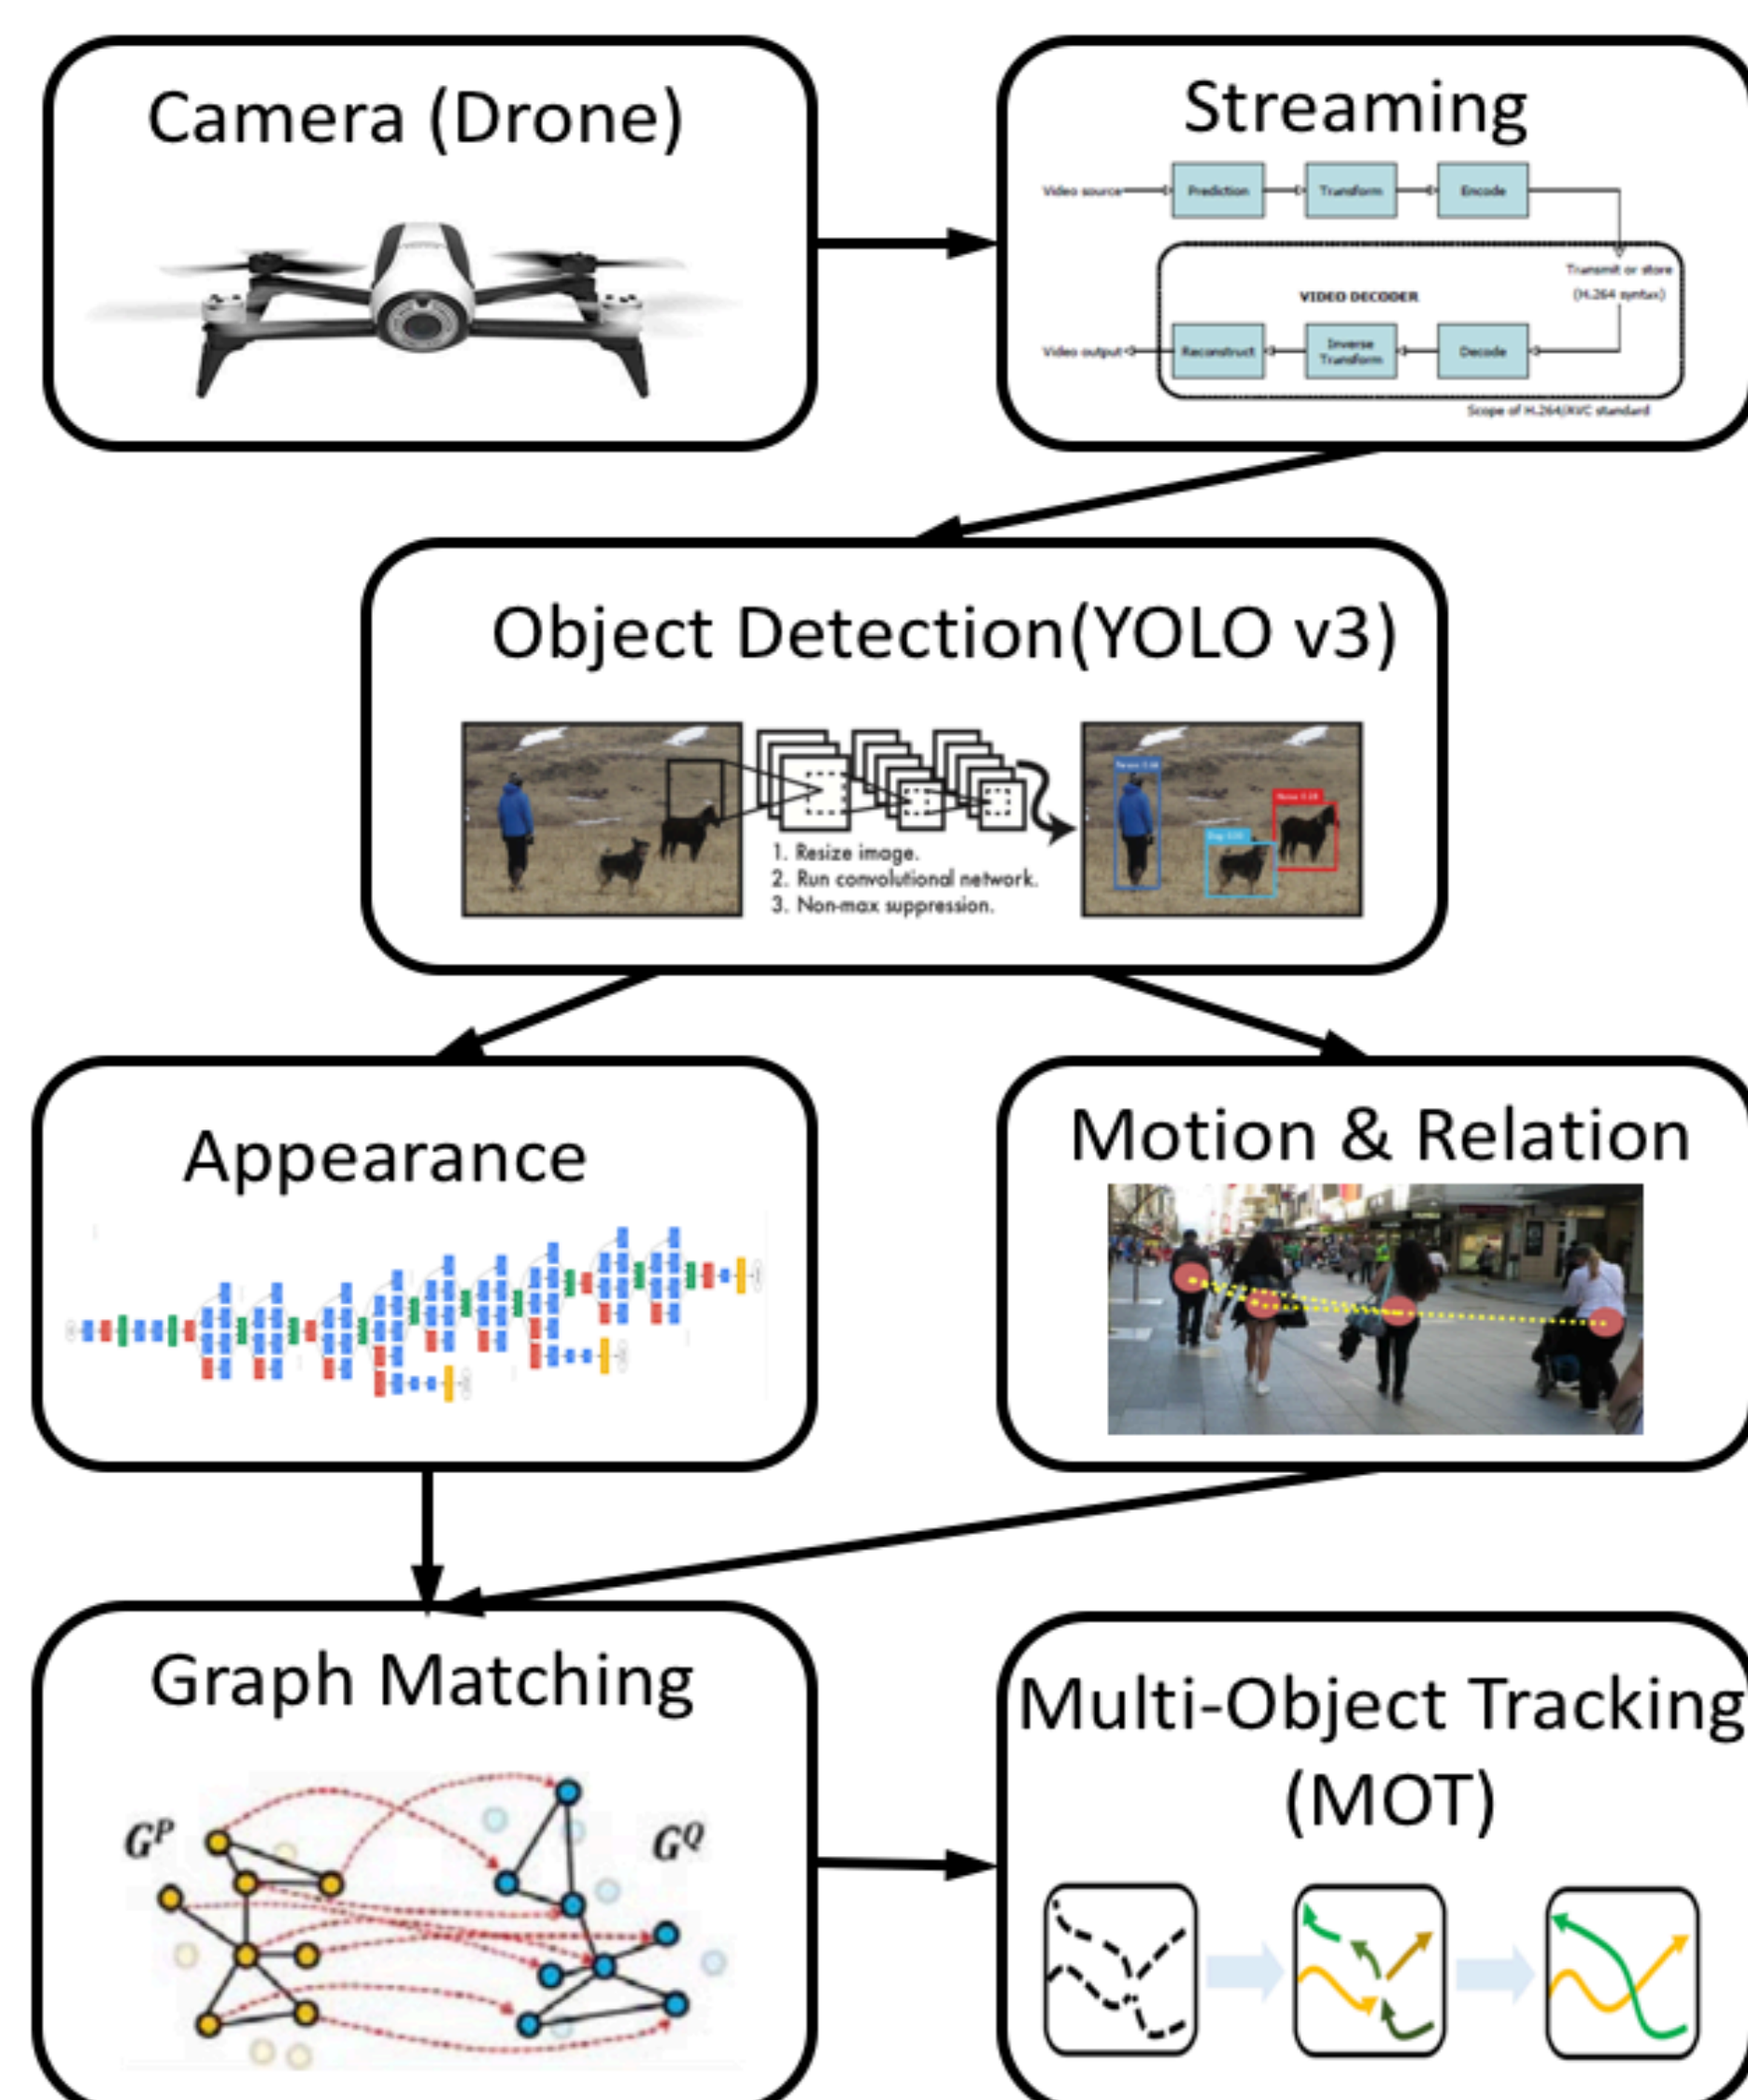 Camera (Drone)
Streaming
Video source
Prediction
Transform
Encode
Transmit or store
(H.264 syntax)
VIDEO DECODER
Video output
Reconstruct
Inverse
Transform
Decode
Scope of H.264/AVC standard
Object Detection(YOLO v3)
1. Resize image.
2. Run convolutional network.
3. Non-max suppression.
Appearance
Motion & Relation
Graph Matching
G^P
G^Q
Multi-Object Tracking
(MOT)